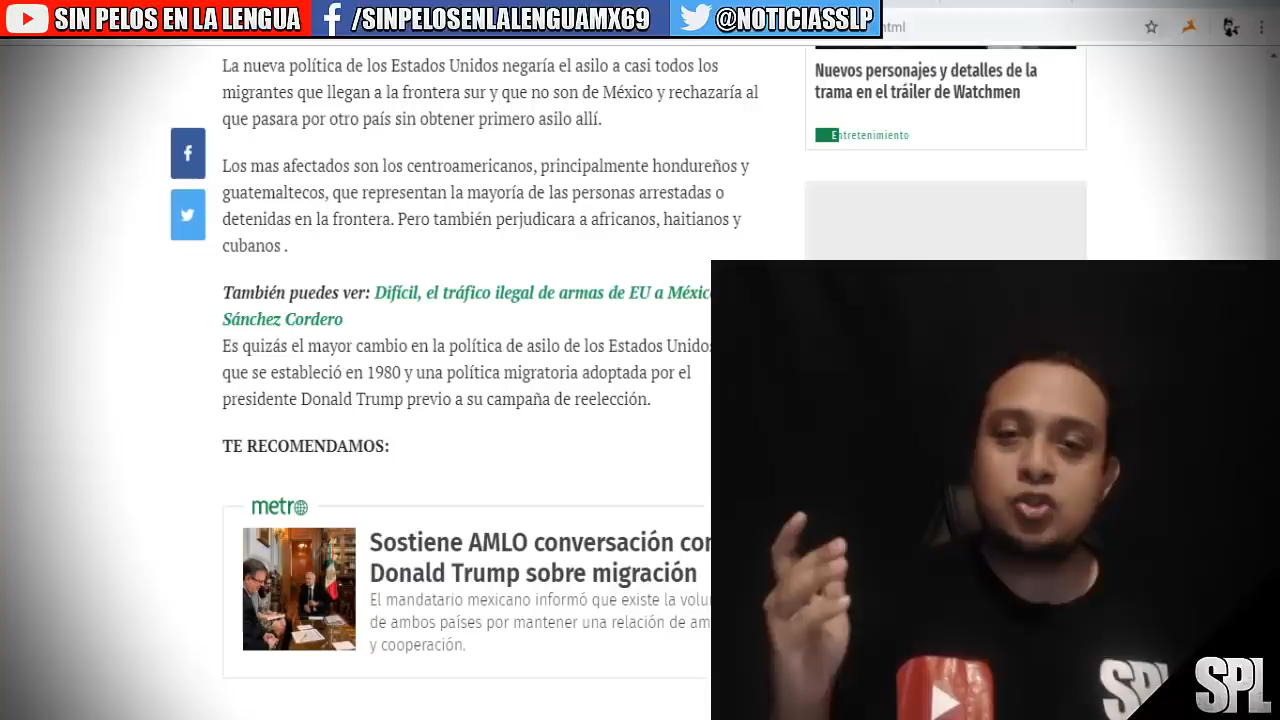 SIN PELOS EN LA LENGUA
/SINPELOSENLALENGUAMX69
@NOTICIASSLP
html
La nueva política de los Estados Unidos negaría el asilo a casi todos los
migrantes que llegan a la frontera sur y que no son de México y rechazaría al
que pasara por otro país sin obtener primero asilo allí.
Los mas afectados son los centroamericanos, principalmente hondureños y
guatemaltecos, que representan la mayoría de las personas arrestadas o
detenidas en la frontera. Pero también perjudicara a africanos, haitianos y
cubanos .
También puedes ver: Difícil, el tráfico ilegal de armas de EU a México
Sánchez Cordero
Es quizás el mayor cambio en la política de asilo de los Estados Unidos
que se estableció en 1980 y una política migratoria adoptada por el
presidente Donald Trump previo a su campaña de reelección.
TE RECOMENDAMOS:
metro
Sostiene AMLO conversación con
Donald Trump sobre migración
El mandatario mexicano informó que existe la
de ambos países por mantener una relación de
y cooperación.
Nuevos personajes y detalles de la
trama en el tráiler de Watchmen
Entretenimiento
SPL
SPL